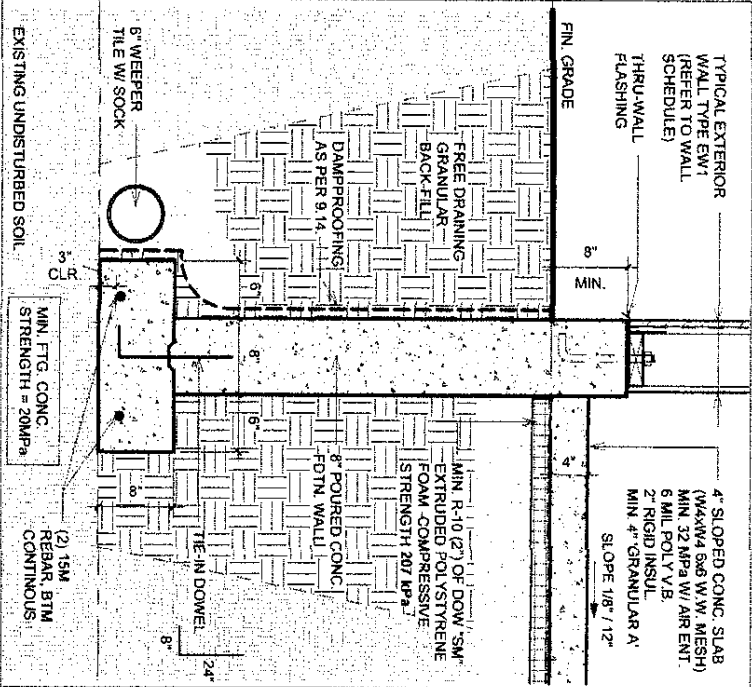 TYPICAL EXTERIOR
WALL TYPE EW1
(REFER TO WALL
SCHEDULE)
THRU-WALL
FLASHING
FIN. GRADE
8"
MIN.
FREE DRAINING
GRANULAR
BACK-FILL
DAMPPROOFING
AS PER 9.14.
6" WEEPER
TILE W/ SOCK
EXISTING UNDISTURBED SOIL
3"
CLR.
6"
8"
6"
MIN. FTG. CONC.
STRENGTH = 20MPa
4" SLOPED CONC. SLAB
(W4xW4 6x6 W.W. MESH)
MIN. 32 MPa W/ AIR ENT.
6 MIL POLY V.B.
2" RIGID INSUL.
MIN. 4" 'GRANULAR A'
SLOPE 1/8" / 12"
4"
MIN. R-10 (2") OF DOW 'SM'
EXTRUDED POLYSTYRENE
FOAM -COMPRESSIVE
STRENGTH 207 kPa
8" POURED CONC.
FDTN. WALL
TIE-IN DOWEL
24"
8"
8"
(2) 15M
REBAR, BTM
CONTINOUS